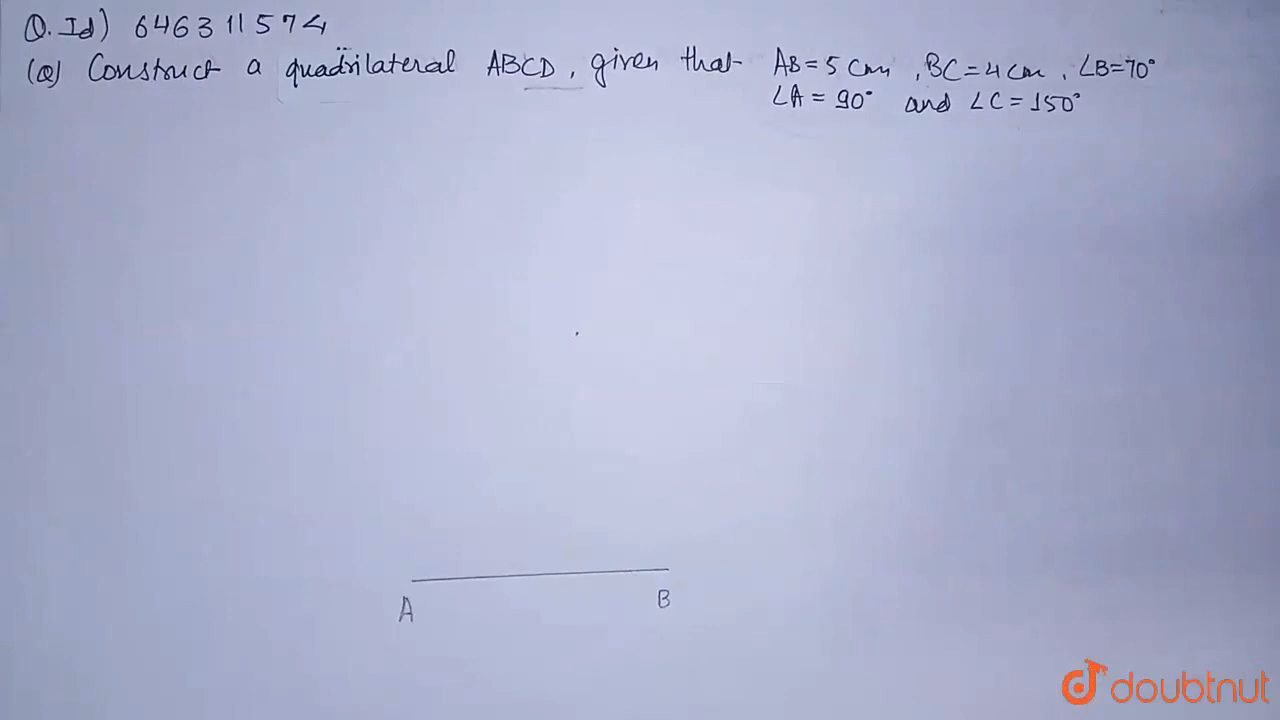 Q. Id) 646311574
(Q) Construct a quadrilateral ABCD, given that AB = 5 cm, BC = 4 cm, ∠B = 70°
∠A = 90° and ∠C = 150°
A B
doubtnut